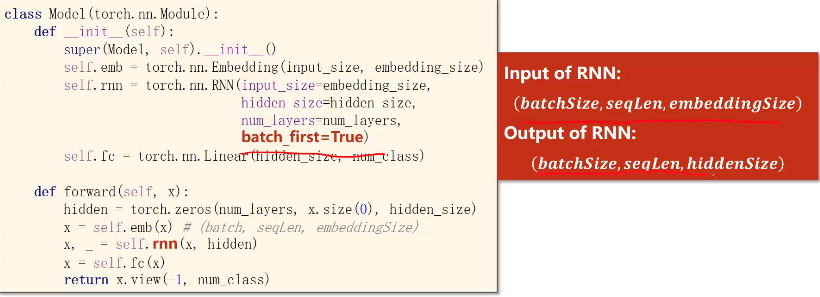 class Model(torch.nn.Module):
    def __init__(self):
        super(Model, self).__init__()
        self.emb = torch.nn.Embedding(input_size, embedding_size)
        self.rnn = torch.nn.RNN(input_size=embedding_size,
                                hidden_size=hidden_size,
                                num_layers=num_layers,
                                batch_first=True)
        self.fc = torch.nn.Linear(hidden_size, num_class)

    def forward(self, x):
        hidden = torch.zeros(num_layers, x.size(0), hidden_size)
        x = self.emb(x) # (batch, seqLen, embeddingSize)
        x, _ = self.rnn(x, hidden)
        x = self.fc(x)
        return x.view(-1, num_class)
Input of RNN:
(batchSize, seqLen, embeddingSize)
Output of RNN:
(batchSize, seqLen, hiddenSize)